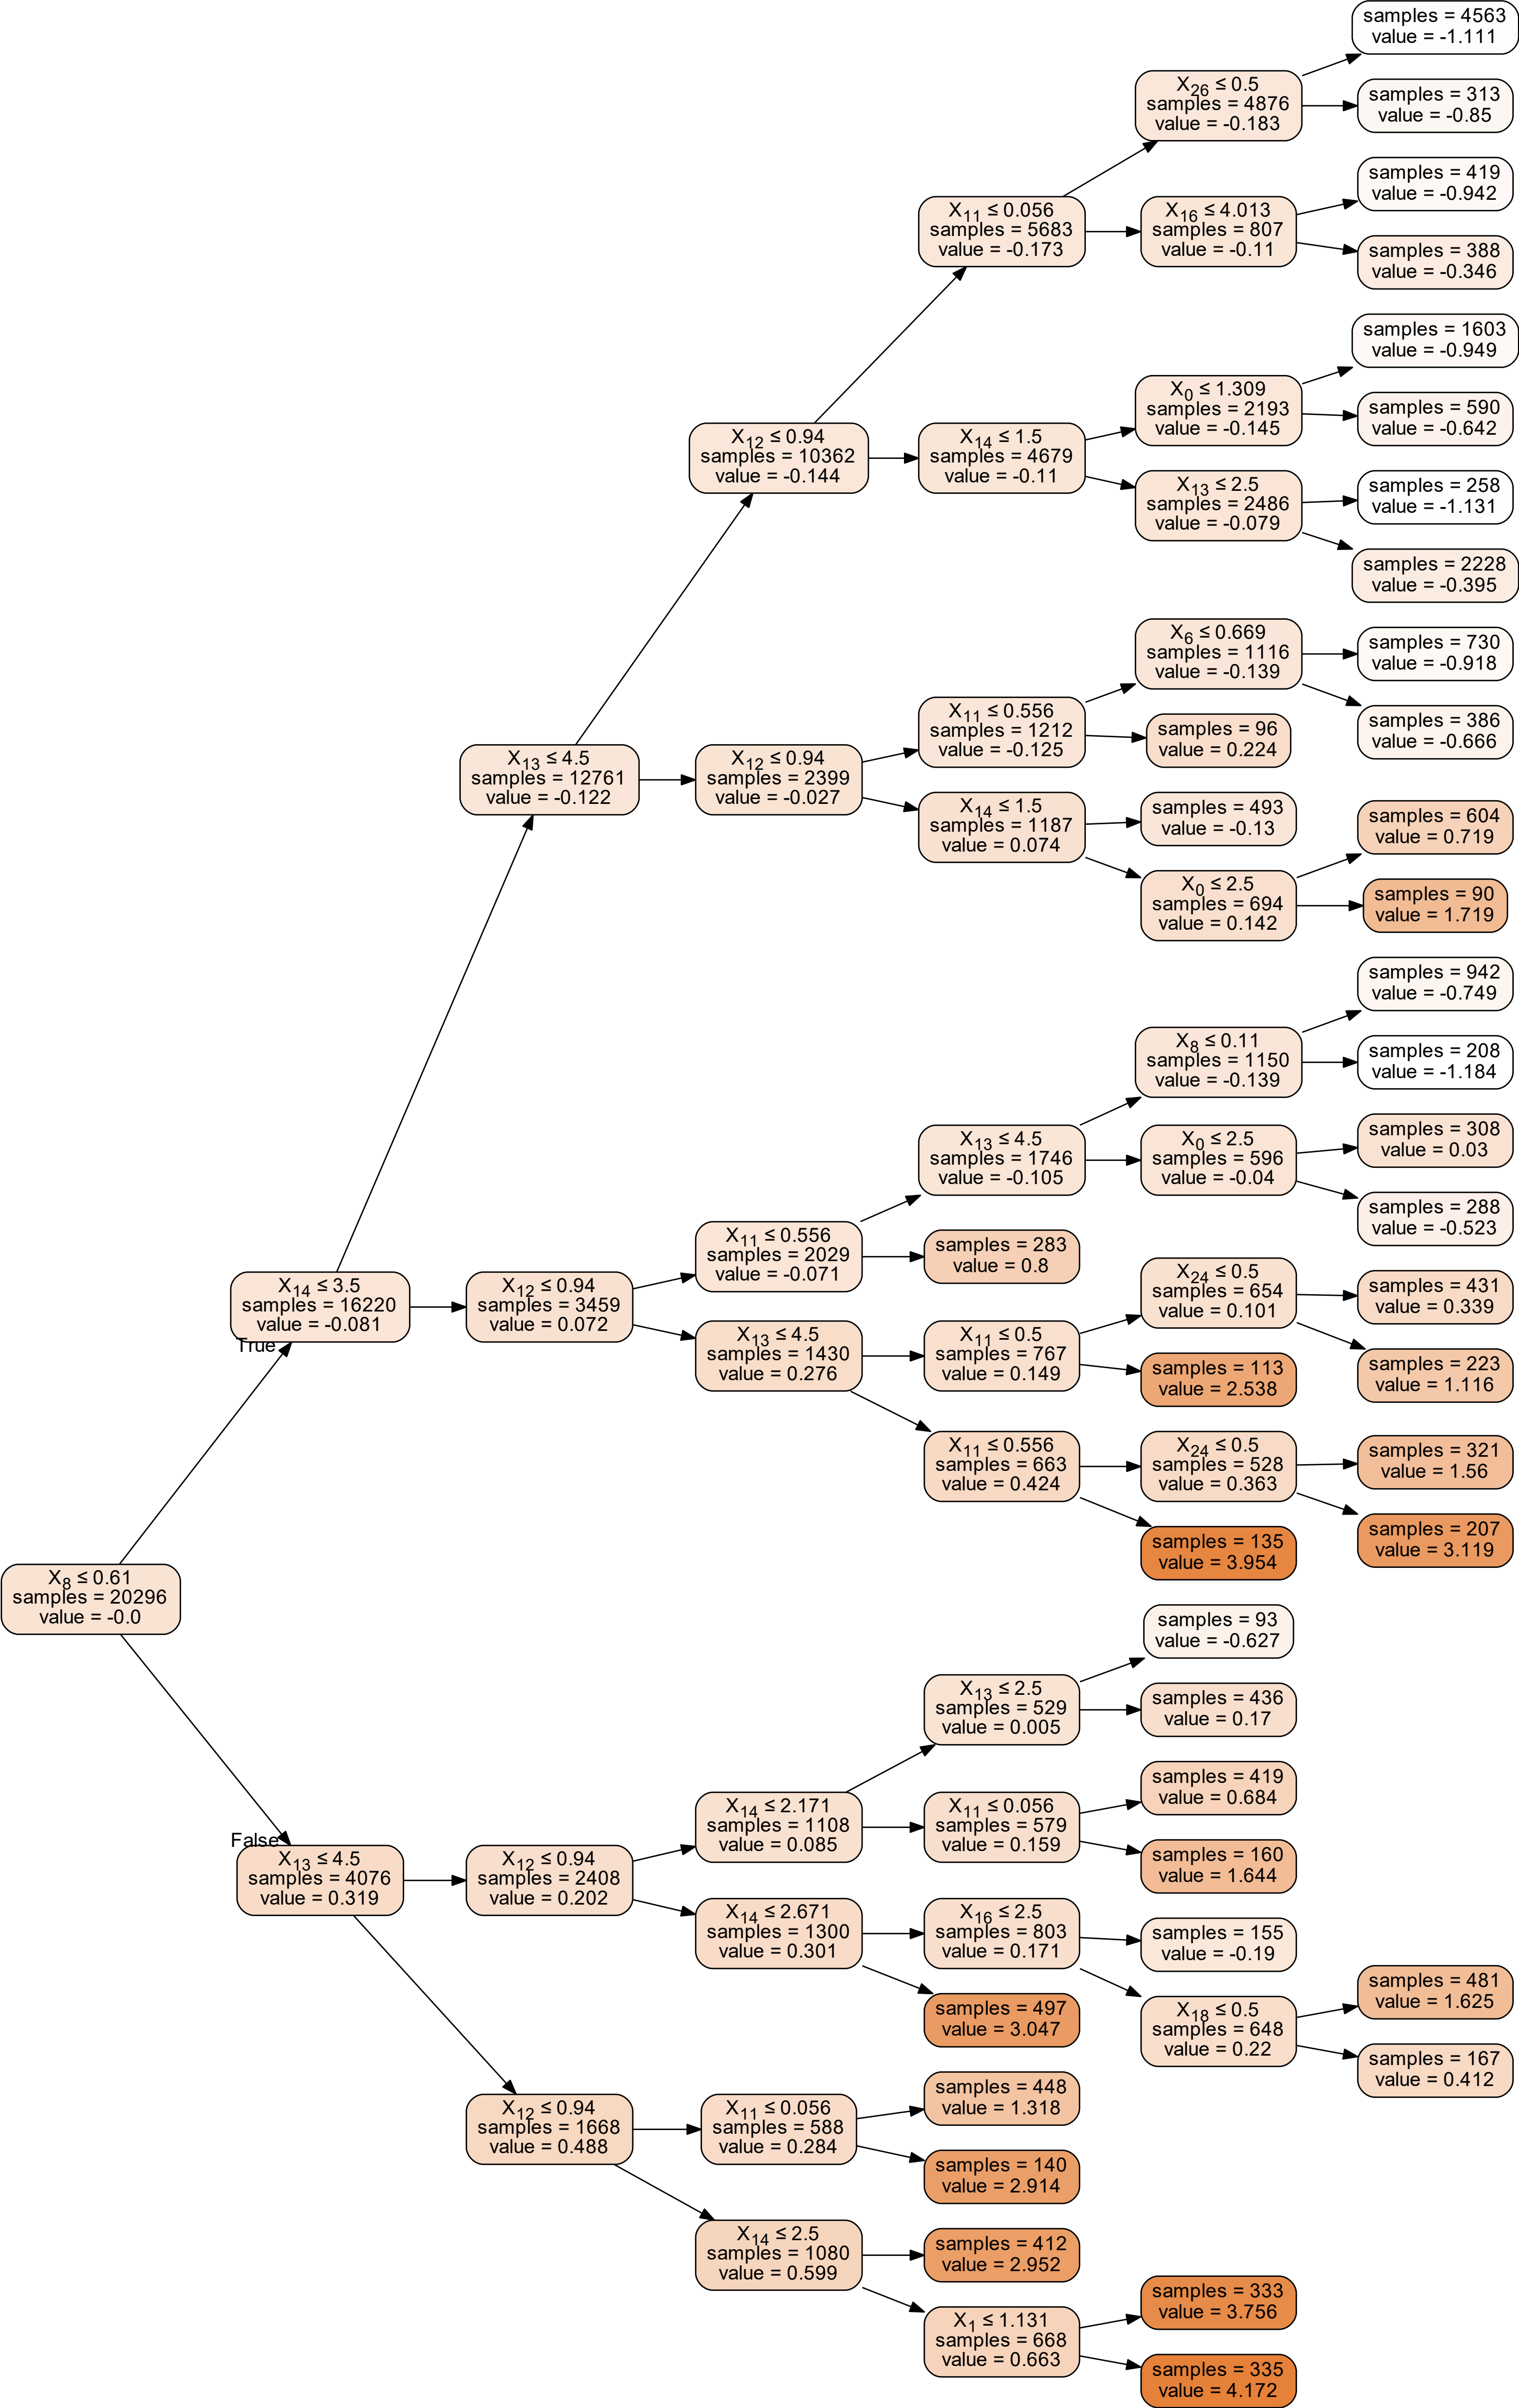 samples = 4563
value = -1.111
X26 ≤ 0.5
samples = 4876
value = -0.183
samples = 313
value = -0.85
samples = 419
value = -0.942
X11 ≤ 0.056
samples = 5683
value = -0.173
X16 ≤ 4.013
samples = 807
value = -0.11
samples = 388
value = -0.346
samples = 1603
value = -0.949
X0 ≤ 1.309
samples = 2193
value = -0.145
samples = 590
value = -0.642
X12 ≤ 0.94
samples = 10362
value = -0.144
X14 ≤ 1.5
samples = 4679
value = -0.11
X13 ≤ 2.5
samples = 2486
value = -0.079
samples = 258
value = -1.131
samples = 2228
value = -0.395
X6 ≤ 0.669
samples = 1116
value = -0.139
samples = 730
value = -0.918
samples = 386
value = -0.666
X11 ≤ 0.556
samples = 1212
value = -0.125
samples = 96
value = 0.224
X13 ≤ 4.5
samples = 12761
value = -0.122
X12 ≤ 0.94
samples = 2399
value = -0.027
X14 ≤ 1.5
samples = 1187
value = 0.074
samples = 493
value = -0.13
samples = 604
value = 0.719
X0 ≤ 2.5
samples = 694
value = 0.142
samples = 90
value = 1.719
samples = 942
value = -0.749
X8 ≤ 0.11
samples = 1150
value = -0.139
samples = 208
value = -1.184
X13 ≤ 4.5
samples = 1746
value = -0.105
X0 ≤ 2.5
samples = 596
value = -0.04
samples = 308
value = 0.03
samples = 288
value = -0.523
X11 ≤ 0.556
samples = 2029
value = -0.071
samples = 283
value = 0.8
X14 ≤ 3.5
samples = 16220
value = -0.081
True
X12 ≤ 0.94
samples = 3459
value = 0.072
X24 ≤ 0.5
samples = 654
value = 0.101
samples = 431
value = 0.339
X13 ≤ 4.5
samples = 1430
value = 0.276
X11 ≤ 0.5
samples = 767
value = 0.149
samples = 113
value = 2.538
samples = 223
value = 1.116
X11 ≤ 0.556
samples = 663
value = 0.424
X24 ≤ 0.5
samples = 528
value = 0.363
samples = 321
value = 1.56
samples = 207
value = 3.119
samples = 135
value = 3.954
X8 ≤ 0.61
samples = 20296
value = -0.0
samples = 93
value = -0.627
X13 ≤ 2.5
samples = 529
value = 0.005
samples = 436
value = 0.17
X14 ≤ 2.171
samples = 1108
value = 0.085
X11 ≤ 0.056
samples = 579
value = 0.159
samples = 419
value = 0.684
samples = 160
value = 1.644
False
X13 ≤ 4.5
samples = 4076
value = 0.319
X12 ≤ 0.94
samples = 2408
value = 0.202
X14 ≤ 2.671
samples = 1300
value = 0.301
X16 ≤ 2.5
samples = 803
value = 0.171
samples = 155
value = -0.19
samples = 497
value = 3.047
X18 ≤ 0.5
samples = 648
value = 0.22
samples = 481
value = 1.625
samples = 167
value = 0.412
X12 ≤ 0.94
samples = 1668
value = 0.488
X11 ≤ 0.056
samples = 588
value = 0.284
samples = 448
value = 1.318
samples = 140
value = 2.914
X14 ≤ 2.5
samples = 1080
value = 0.599
samples = 412
value = 2.952
X1 ≤ 1.131
samples = 668
value = 0.663
samples = 333
value = 3.756
samples = 335
value = 4.172